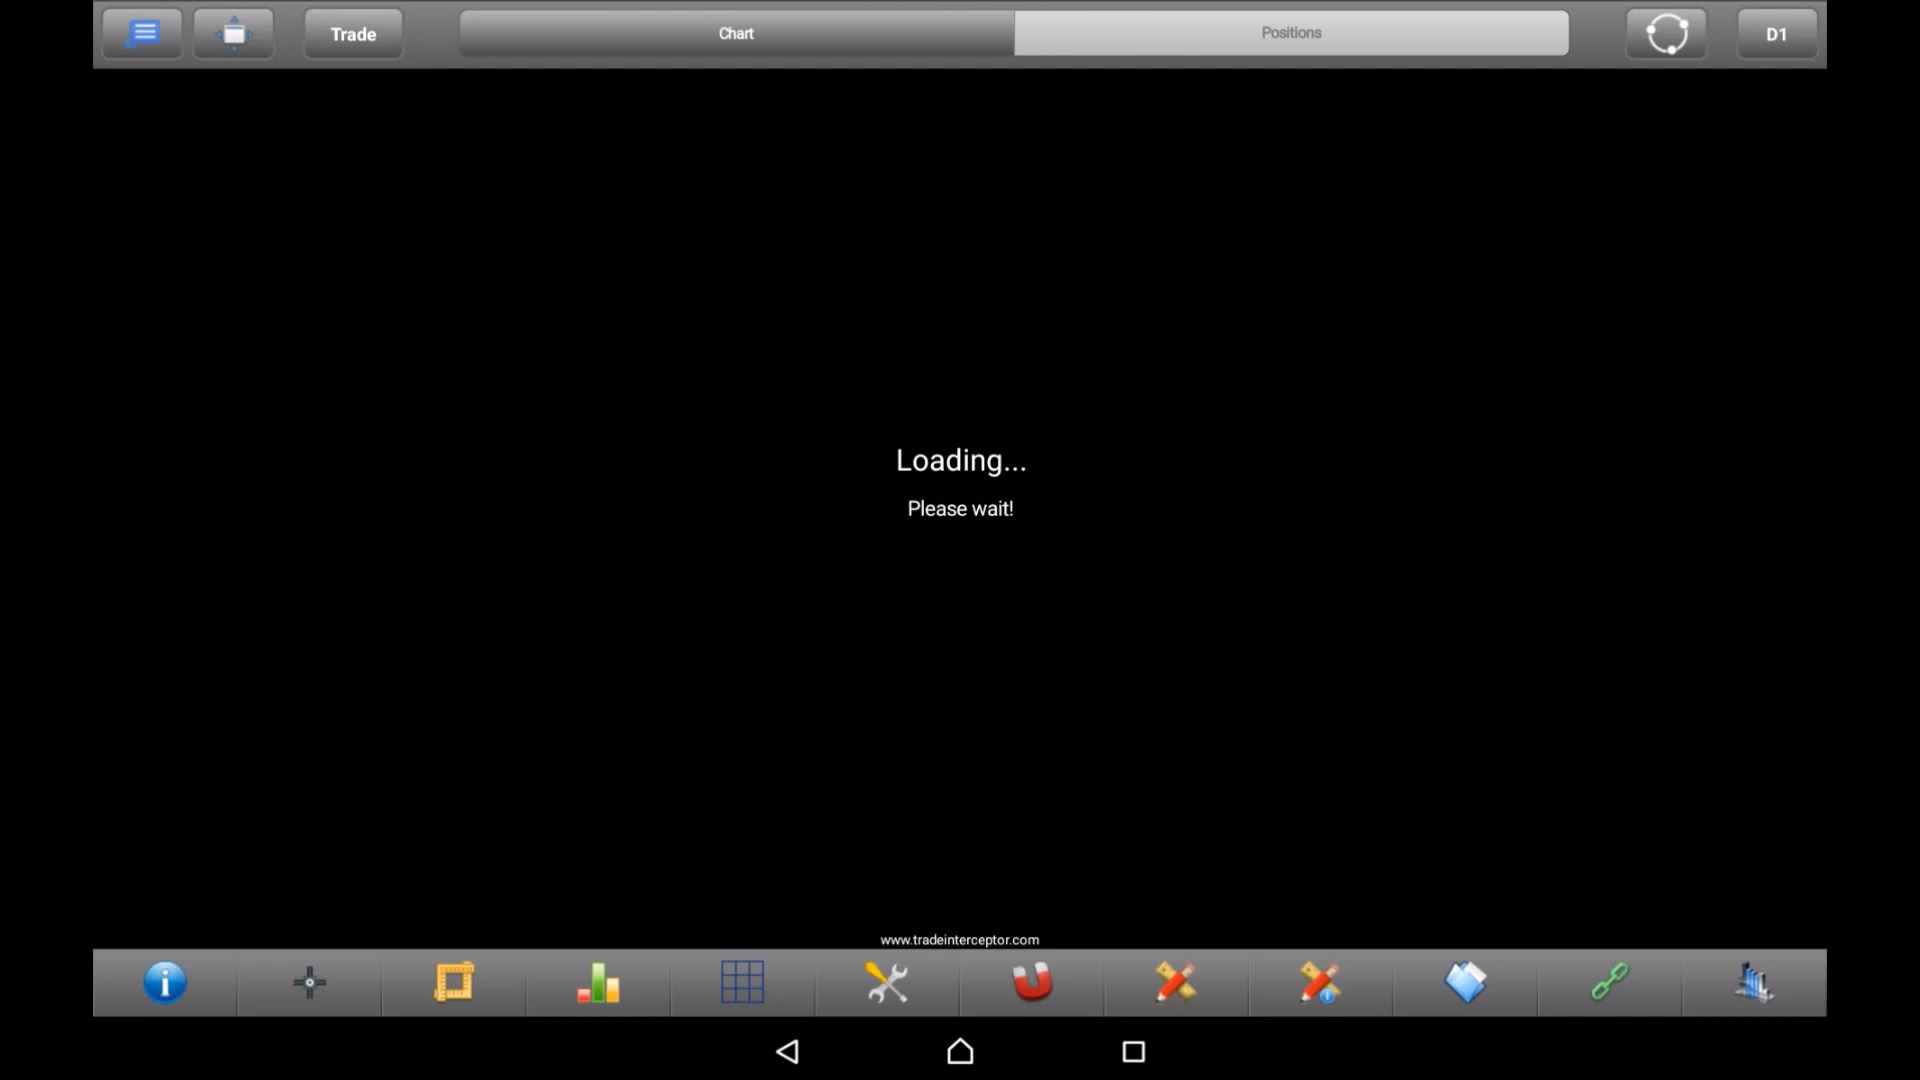 Trade
Chart
Positions
D1
Loading...
Please wait!
www.tradeinterceptor.com